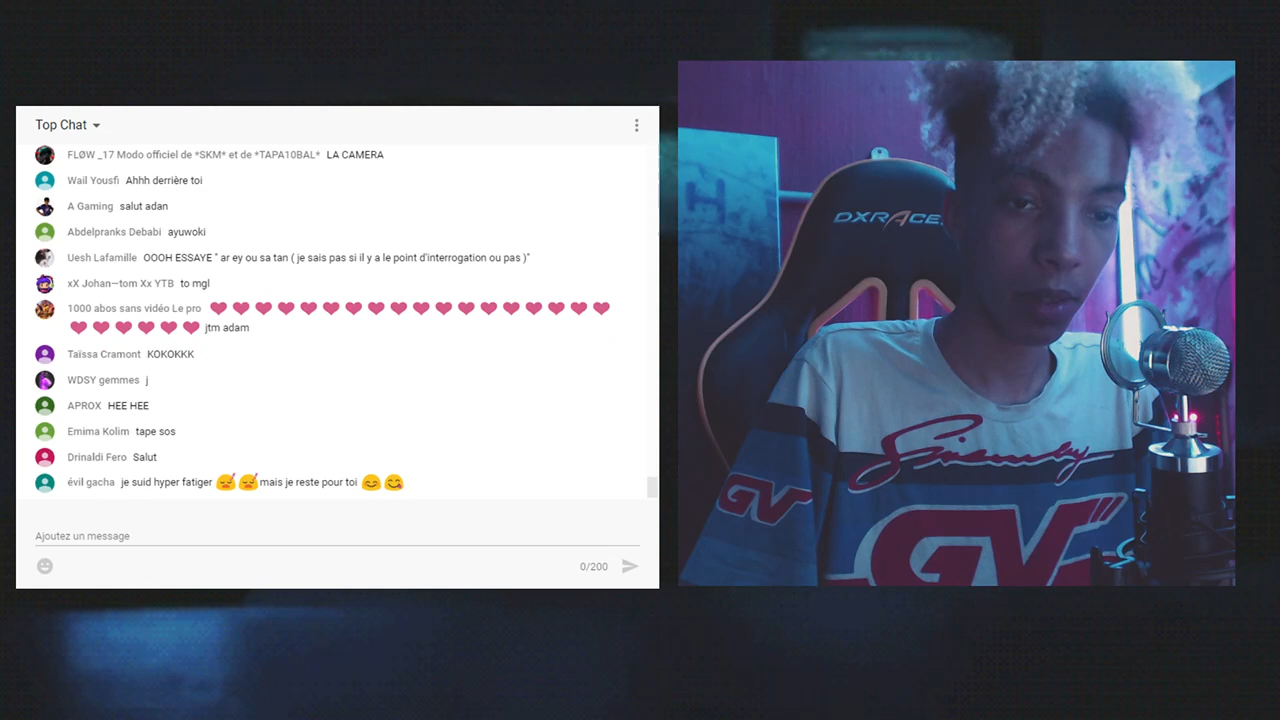 Top Chat
FLØW _17 Modo officiel de *SKM* et de *TAPA10BAL* LA CAMERA
Wail Yousfi Ahhh derrière toi
A Gaming salut adan
Abdelpranks Debabi ayuwoki
Uesh Lafamille OOOH ESSAYE " ar ey ou sa tan ( je sais pas si il y a le point d'interrogation ou pas )"
xX Johan—tom Xx YTB to mgl
1000 abos sans vidéo Le pro ❤❤❤❤❤❤❤❤❤❤❤❤❤❤❤❤❤❤
❤❤❤❤❤❤ jtm adam
Taïssa Cramont KOKOKKK
WDSY gemmes j
APROX HEE HEE
Emima Kolim tape sos
Drinaldi Fero Salut
évil gacha je suid hyper fatiger 😴😴 mais je reste pour toi 😊😋
Ajoutez un message
0/200
DXRACE
GV
GV